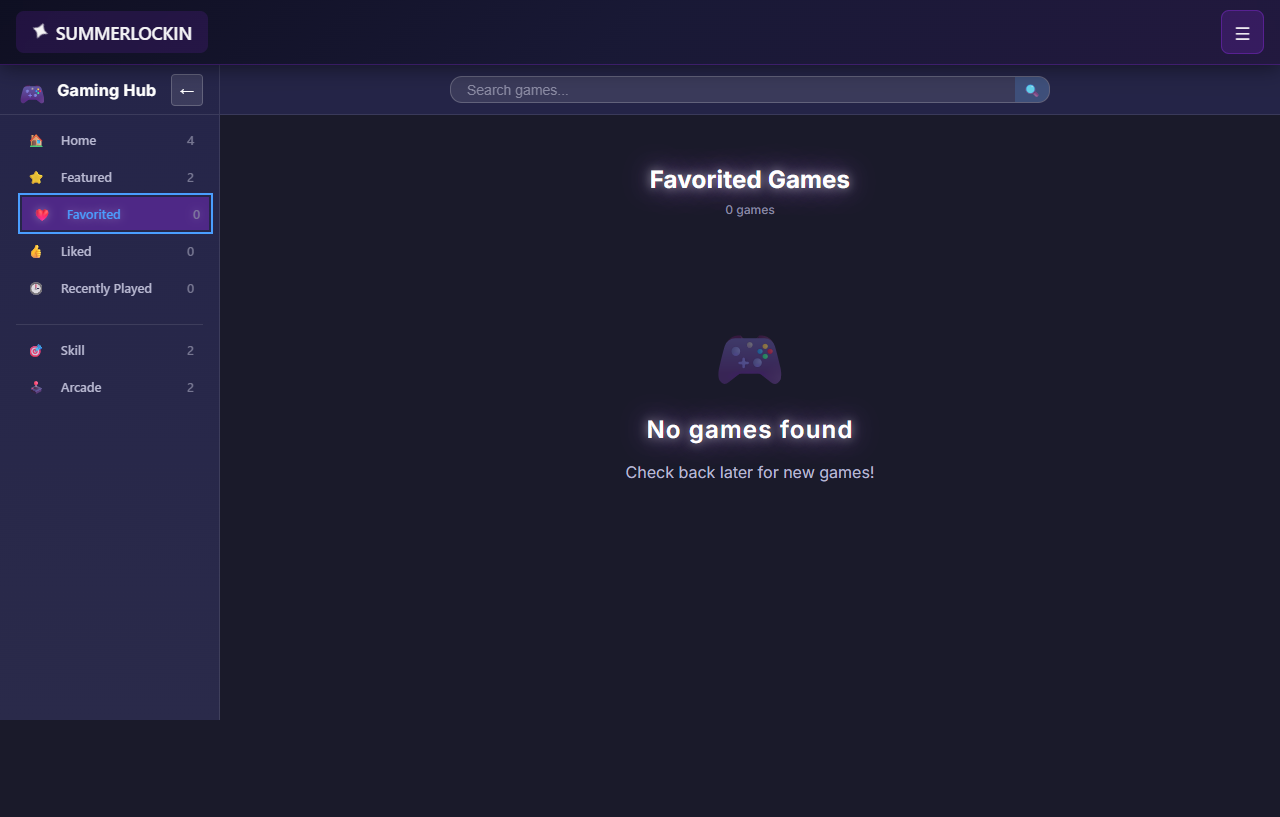 SUMMERLOCKIN
☰
Gaming Hub
←
Search games...
Home 4
Featured 2
Favorited 0
Liked 0
Recently Played 0
Skill 2
Arcade 2
Favorited Games
0 games
No games found
Check back later for new games!